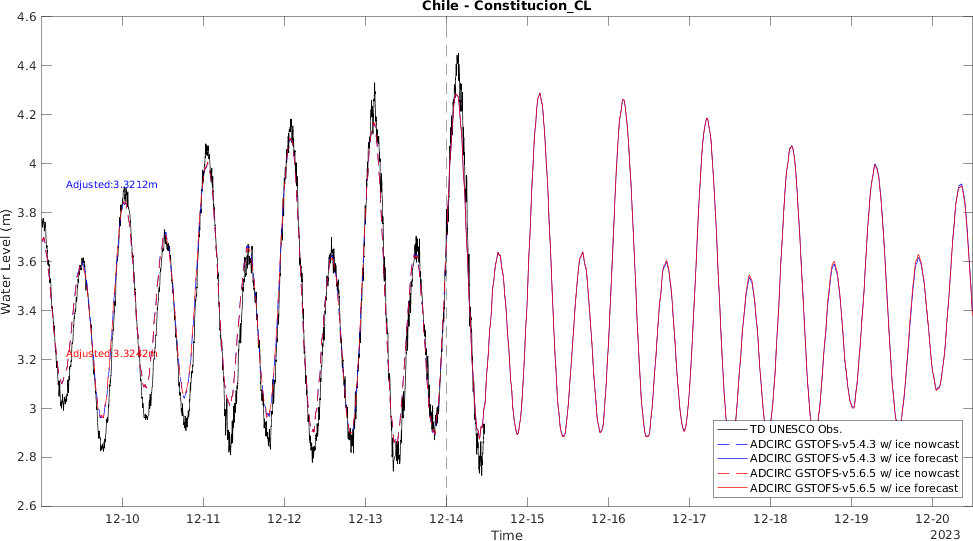 Chile - Constitucion_CL
4.6
4.4
4.2
4
3.8
3.6
3.4
3.2
3
2.8
2.6
Water Level (m)
Adjusted:3.3212m
Adjusted:3.3242m
TD UNESCO Obs.
ADCIRC GSTOFS-v5.4.3 w/ ice nowcast
ADCIRC GSTOFS-v5.4.3 w/ ice forecast
ADCIRC GSTOFS-v5.6.5 w/ ice nowcast
ADCIRC GSTOFS-v5.6.5 w/ ice forecast
12-10 12-11 12-12 12-13 12-14 12-15 12-16 12-17 12-18 12-19 12-20
2023
Time